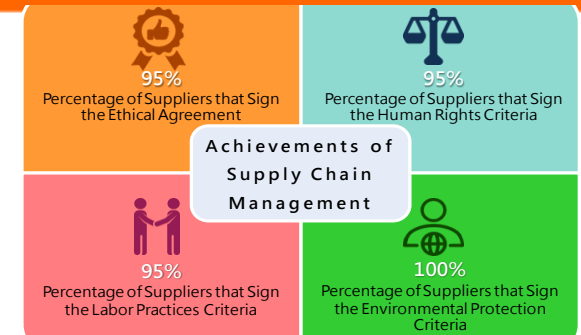 95%
Percentage of Suppliers that Sign
the Ethical Agreement
95%
Percentage of Suppliers that Sign
the Human Rights Criteria
Achievements of
Supply Chain
Management
95%
Percentage of Suppliers that Sign
the Labor Practices Criteria
100%
Percentage of Suppliers that Sign
the Environmental Protection
Criteria